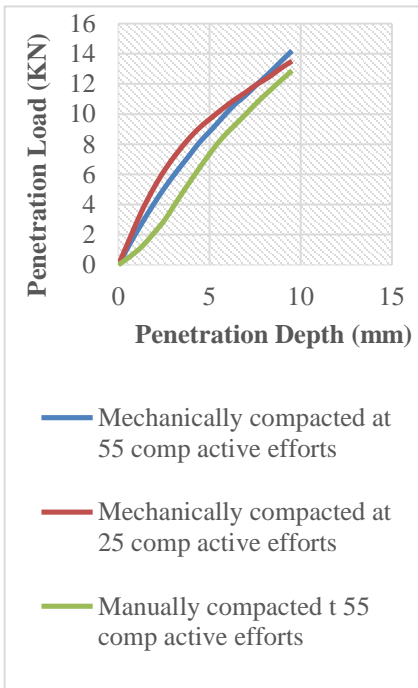 16
14
12
10
8
6
4
2
0
Penetration Load (KN)
0 5 10 15
Penetration Depth (mm)
Mechanically compacted at
55 comp active efforts
Mechanically compacted at
25 comp active efforts
Manually compacted t 55
comp active efforts